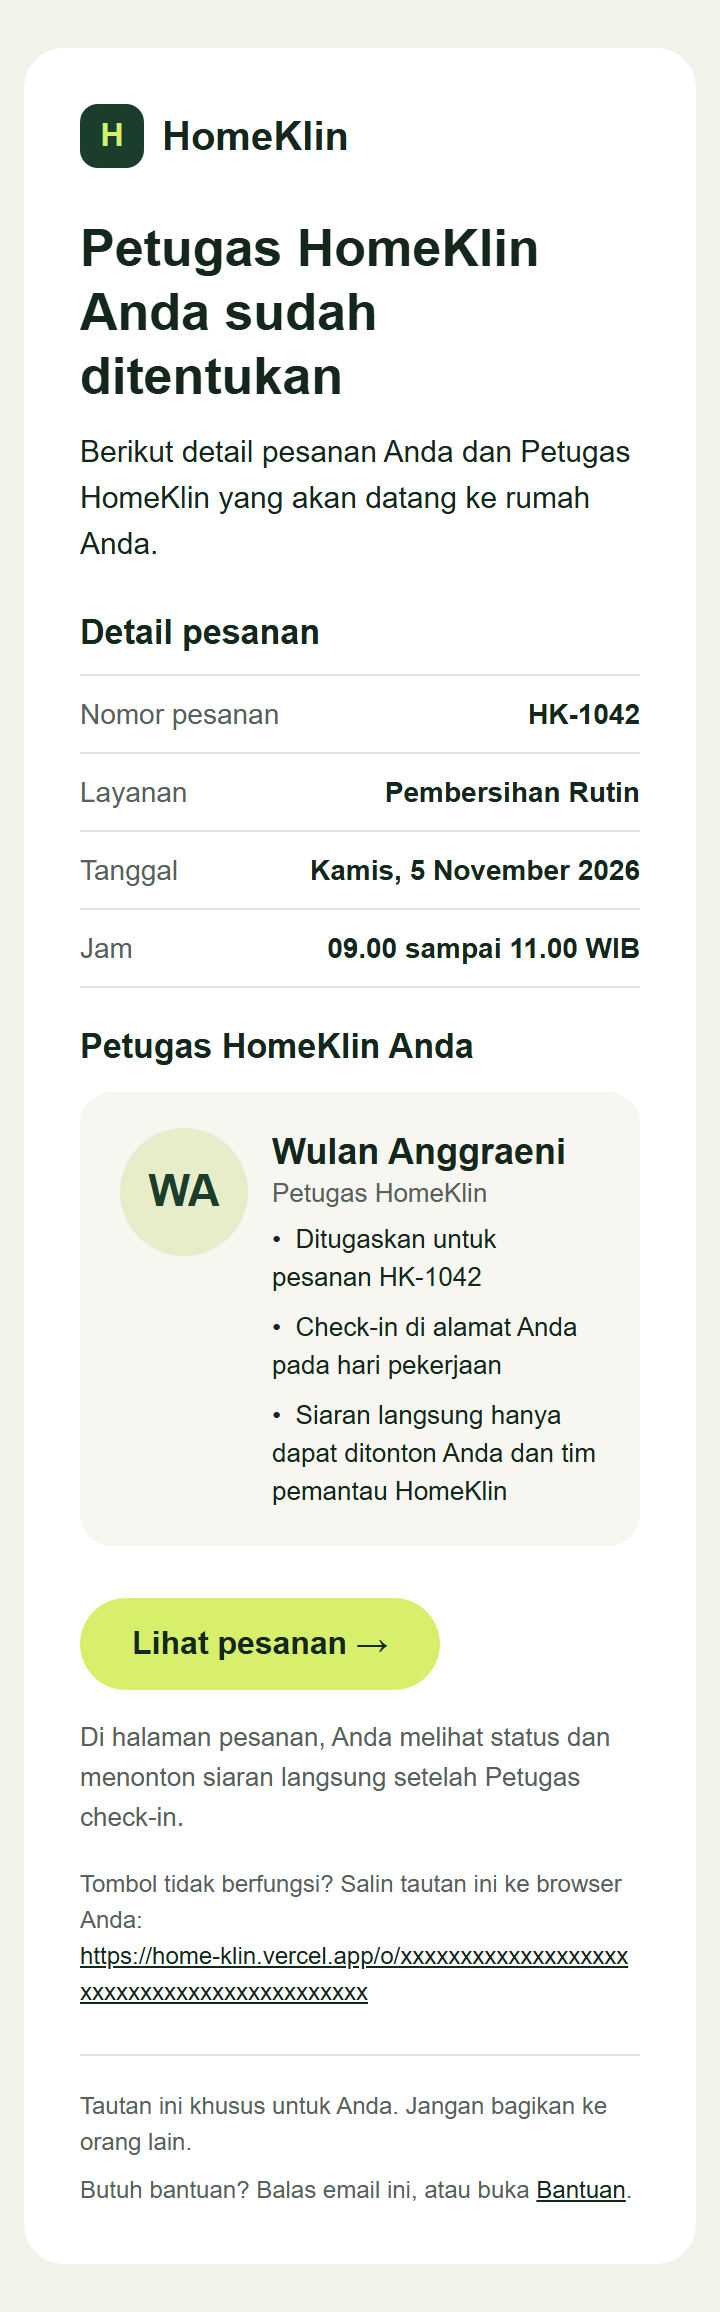 H
HomeKlin
Petugas HomeKlin
Anda sudah
ditentukan
Berikut detail pesanan Anda dan Petugas
HomeKlin yang akan datang ke rumah
Anda.
Detail pesanan
Nomor pesanan HK-1042
Layanan Pembersihan Rutin
Tanggal Kamis, 5 November 2026
Jam 09.00 sampai 11.00 WIB
Petugas HomeKlin Anda
WA
Wulan Anggraeni
Petugas HomeKlin
• Ditugaskan untuk
pesanan HK-1042
• Check-in di alamat Anda
pada hari pekerjaan
• Siaran langsung hanya
dapat ditonton Anda dan tim
pemantau HomeKlin
Lihat pesanan →
Di halaman pesanan, Anda melihat status dan
menonton siaran langsung setelah Petugas
check-in.
Tombol tidak berfungsi? Salin tautan ini ke browser
Anda:
https://home-klin.vercel.app/o/xxxxxxxxxxxxxxxxxxx
xxxxxxxxxxxxxxxxxxxxxxxx
Tautan ini khusus untuk Anda. Jangan bagikan ke
orang lain.
Butuh bantuan? Balas email ini, atau buka Bantuan.